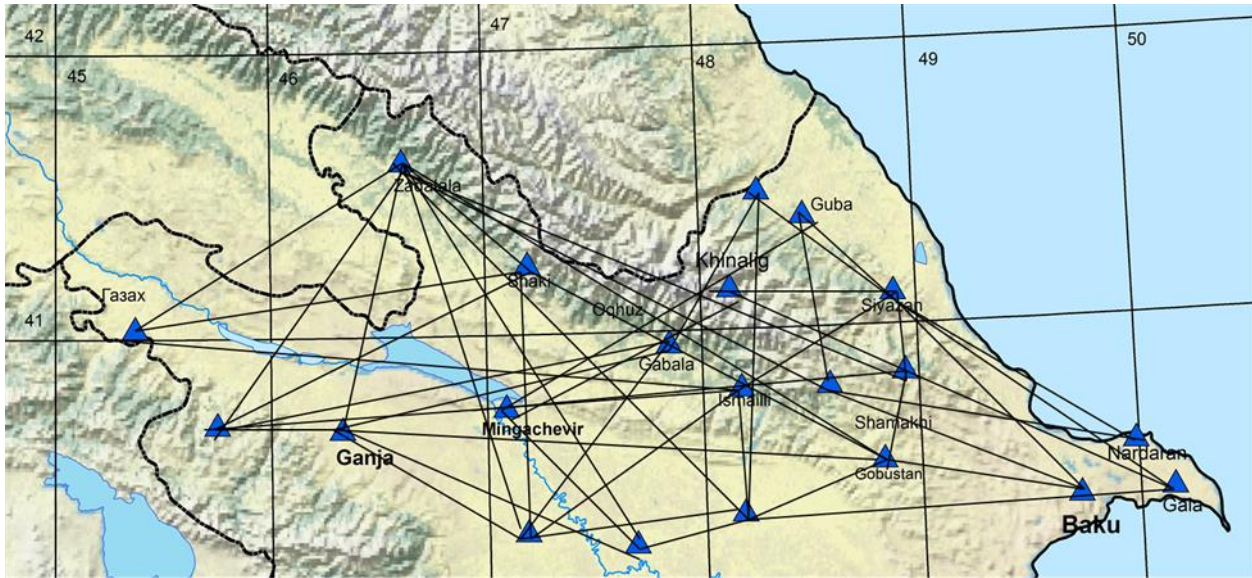 47
42
50
45
46
48
49
Zagatala
Guba
Khinalig
Shaki
Газах
Oqhuz
Siyazan
41
Gabala
Ismailli
Mingachevir
Shamakhi
Ganja
Nardaran
Gobustan
Gala
Baku